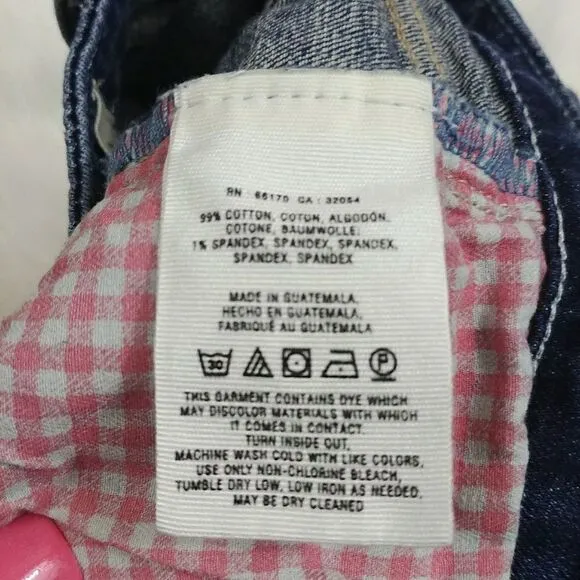 RN : 66170 CA : 32054
99% COTTON, COTON, ALGODÓN,
COTONE, BAUMWOLLE;
1% SPANDEX, SPANDEX, SPANDEX,
SPANDEX, SPANDEX
MADE IN GUATEMALA,
HECHO EN GUATEMALA,
FABRIQUÉ AU GUATEMALA
30 P
THIS GARMENT CONTAINS DYE WHICH
MAY DISCOLOR MATERIALS WITH WHICH
IT COMES IN CONTACT.
TURN INSIDE OUT,
MACHINE WASH COLD WITH LIKE COLORS,
USE ONLY NON-CHLORINE BLEACH,
TUMBLE DRY LOW, LOW IRON AS NEEDED,
MAY BE DRY CLEANED